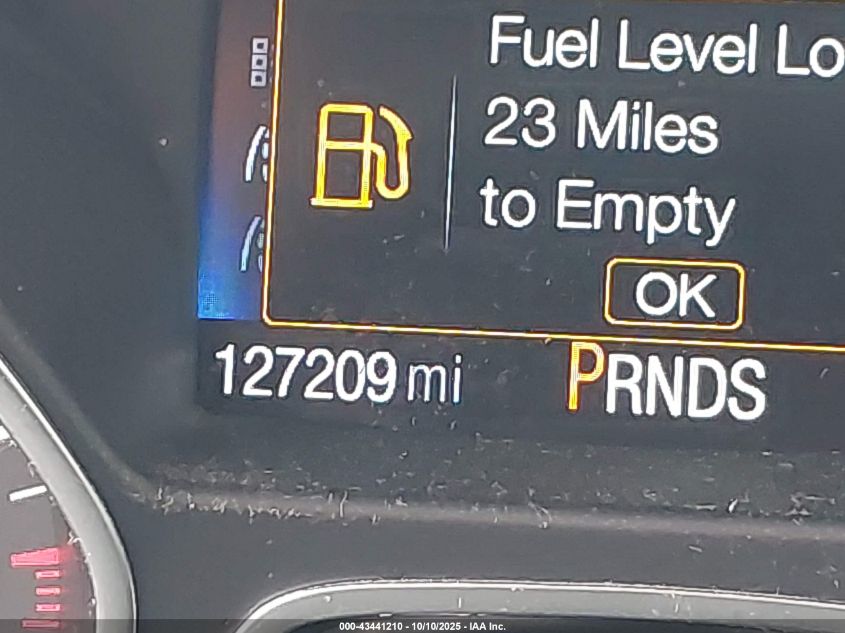 Fuel Level Lo
23 Miles
to Empty
OK
127209 mi
PRNDS
000-43441210 - 10/10/2025 - IAA Inc.